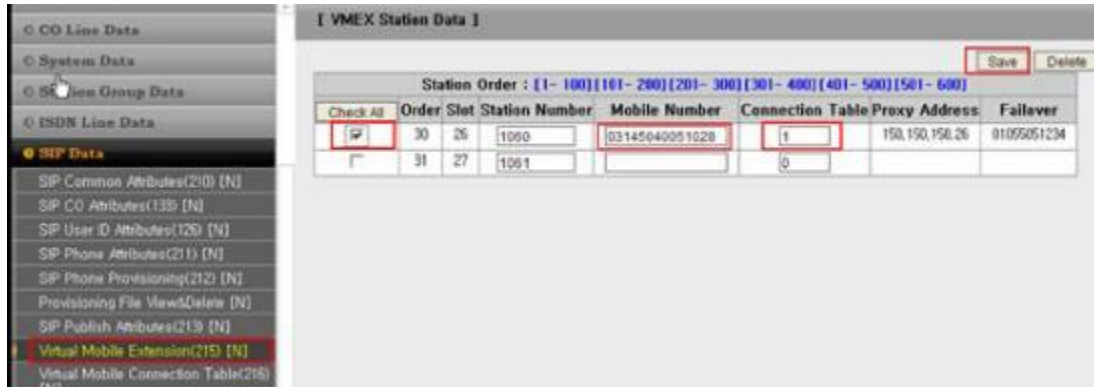 CO Line Data
System Data
Station Group Data
ISDN Line Data
SIP Data
SIP Common Attributes(210) [N]
SIP CO Attributes(133) [N]
SIP User ID Attributes(126) [N]
SIP Phone Attributes(211) [N]
SIP Phone Provisioning(212) [N]
Provisioning File View&Delete [N]
SIP Publish Attributes(213) [N]
Virtual Mobile Extension(215) [N]
Virtual Mobile Connection Table(216)
[N]
[ VMEX Station Data ]
Save Delete
Station Order : [1- 100][101- 200][201- 300][301- 400][401- 500][501- 600]
Check All Order Slot Station Number Mobile Number Connection Table Proxy Address Failever
30 26 1060 03145040051028 1 150,150,150,26 01055051234
31 27 1061 0